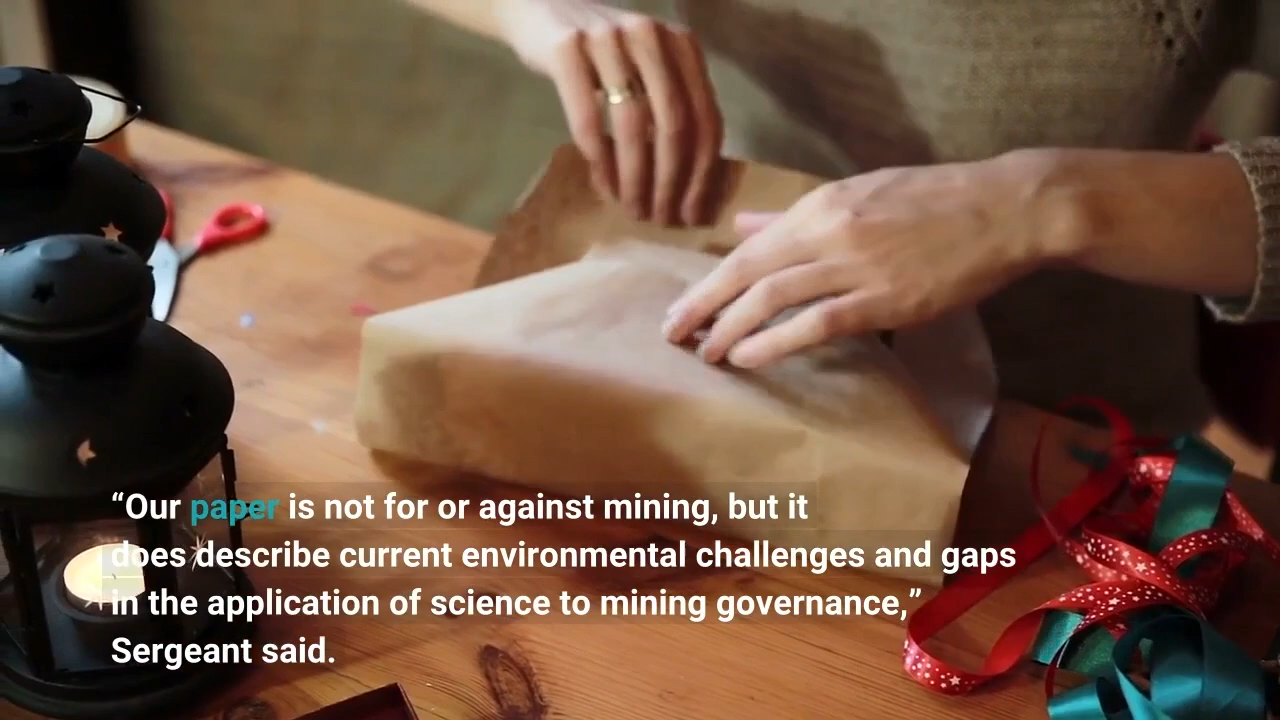 “Our paper is not for or against mining, but it
does describe current environmental challenges and gaps
in the application of science to mining governance,”
Sergeant said.